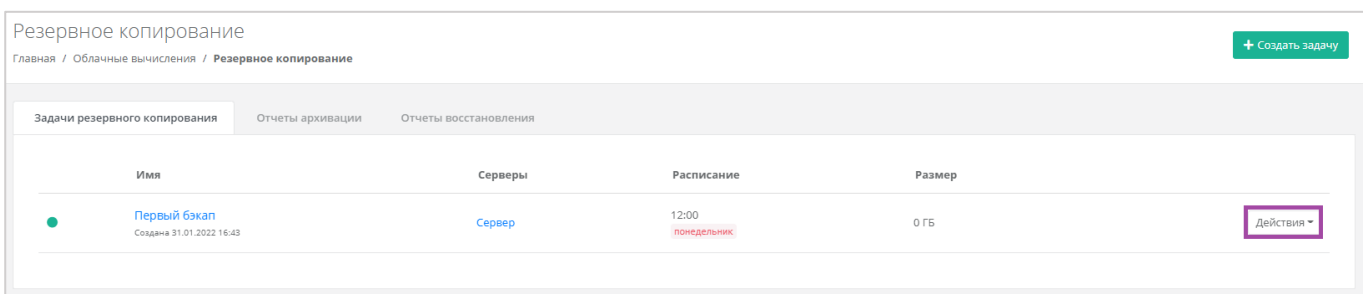 Резервное копирование
Главная / Облачные вычисления / Резервное копирование
+ Создать задачу
Задачи резервного копирования Отчеты архивации Отчеты восстановления
Имя Серверы Расписание Размер
Первый бэкап Сервер 12:00 0 ГБ Действия
Создана 31.01.2022 16:43 понедельник